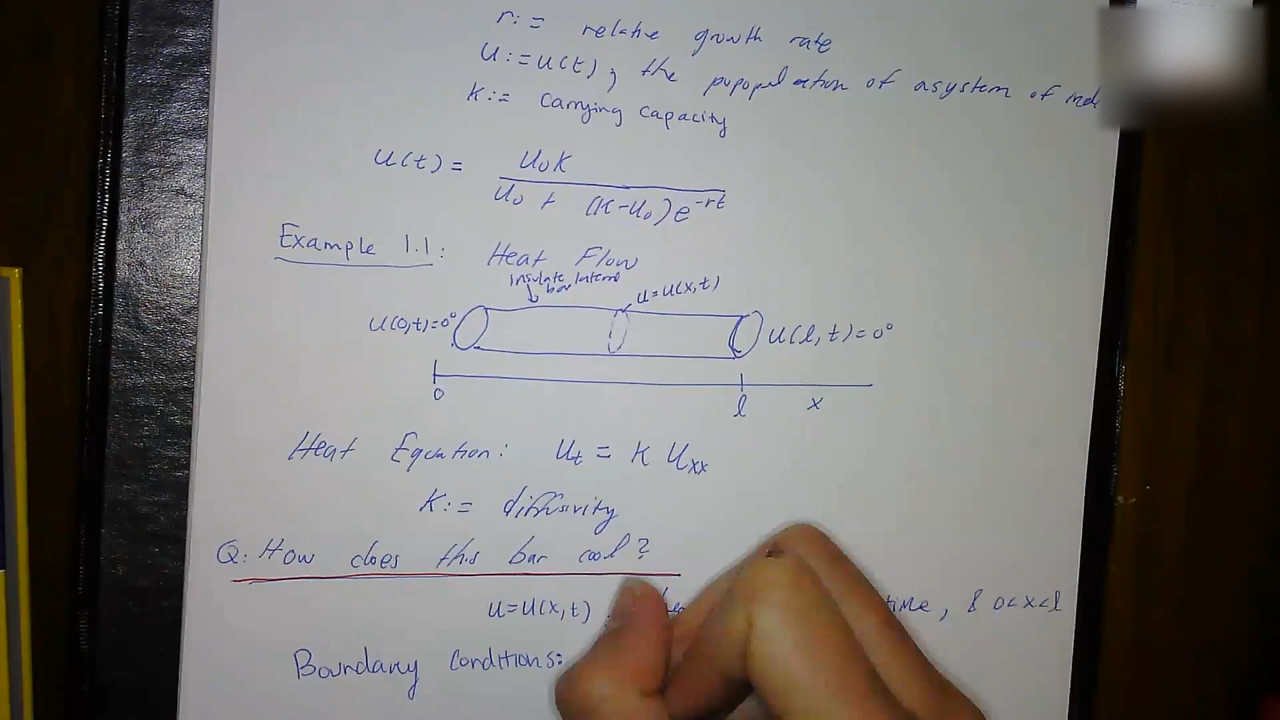 r:= relative growth rate
u:=u(t); the pupopulation of a system of
K:= carrying capacity
u(t) = u₀K / u₀ + (K-u₀)e^-rt
Example 1.1: Heat Flow
insulate
bar lateral
u=u(x,t)
u(0,t)=0° u(l,t)=0°
0 l x
Heat Equation: u_t = K u_xx
K:= diffusivity
Q: How does this bar cool?
u=u(x,t) time, & 0<x<l
Boundary Conditions: